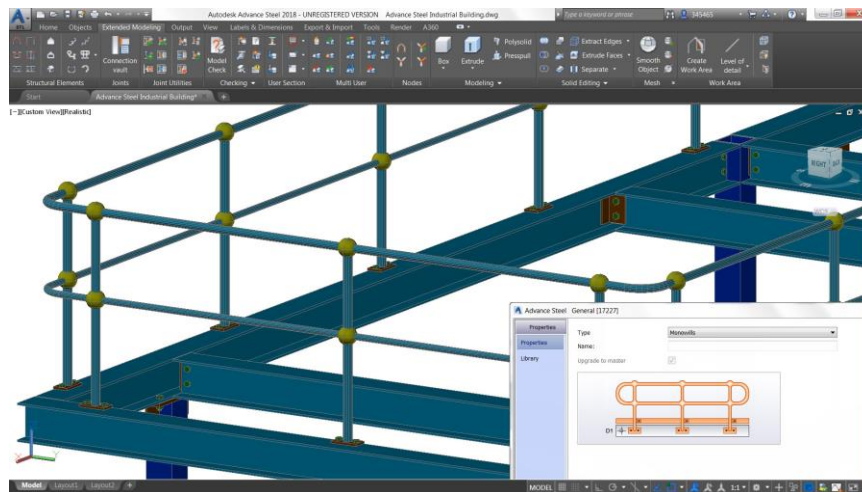 Autodesk Advance Steel 2018 - UNREGISTERED VERSION Advance Steel Industrial Building.dwg
Type a keyword or phrase
345465
Home Objects Extended Modeling Output View Labels & Dimensions Export & Import Tools Render A360
Connection vault
Model Check
Box
Extrude
Polysolid
Presspull
Extract Edges
Extrude Faces
Separate
Smooth Object
Create Work Area
Level of detail
Structural Elements Joints Joint Utilities Checking User Section Multi User Nodes Modeling Solid Editing Mesh Work Area
Start Advance Steel Industrial Building*
[-][Custom View][Realistic]
RIGHT
Advance Steel General [17227]
Properties
Properties
Library
Type Monowills
Name:
Upgrade to master
D1
Model Layout1 Layout2 +
MODEL
1:1